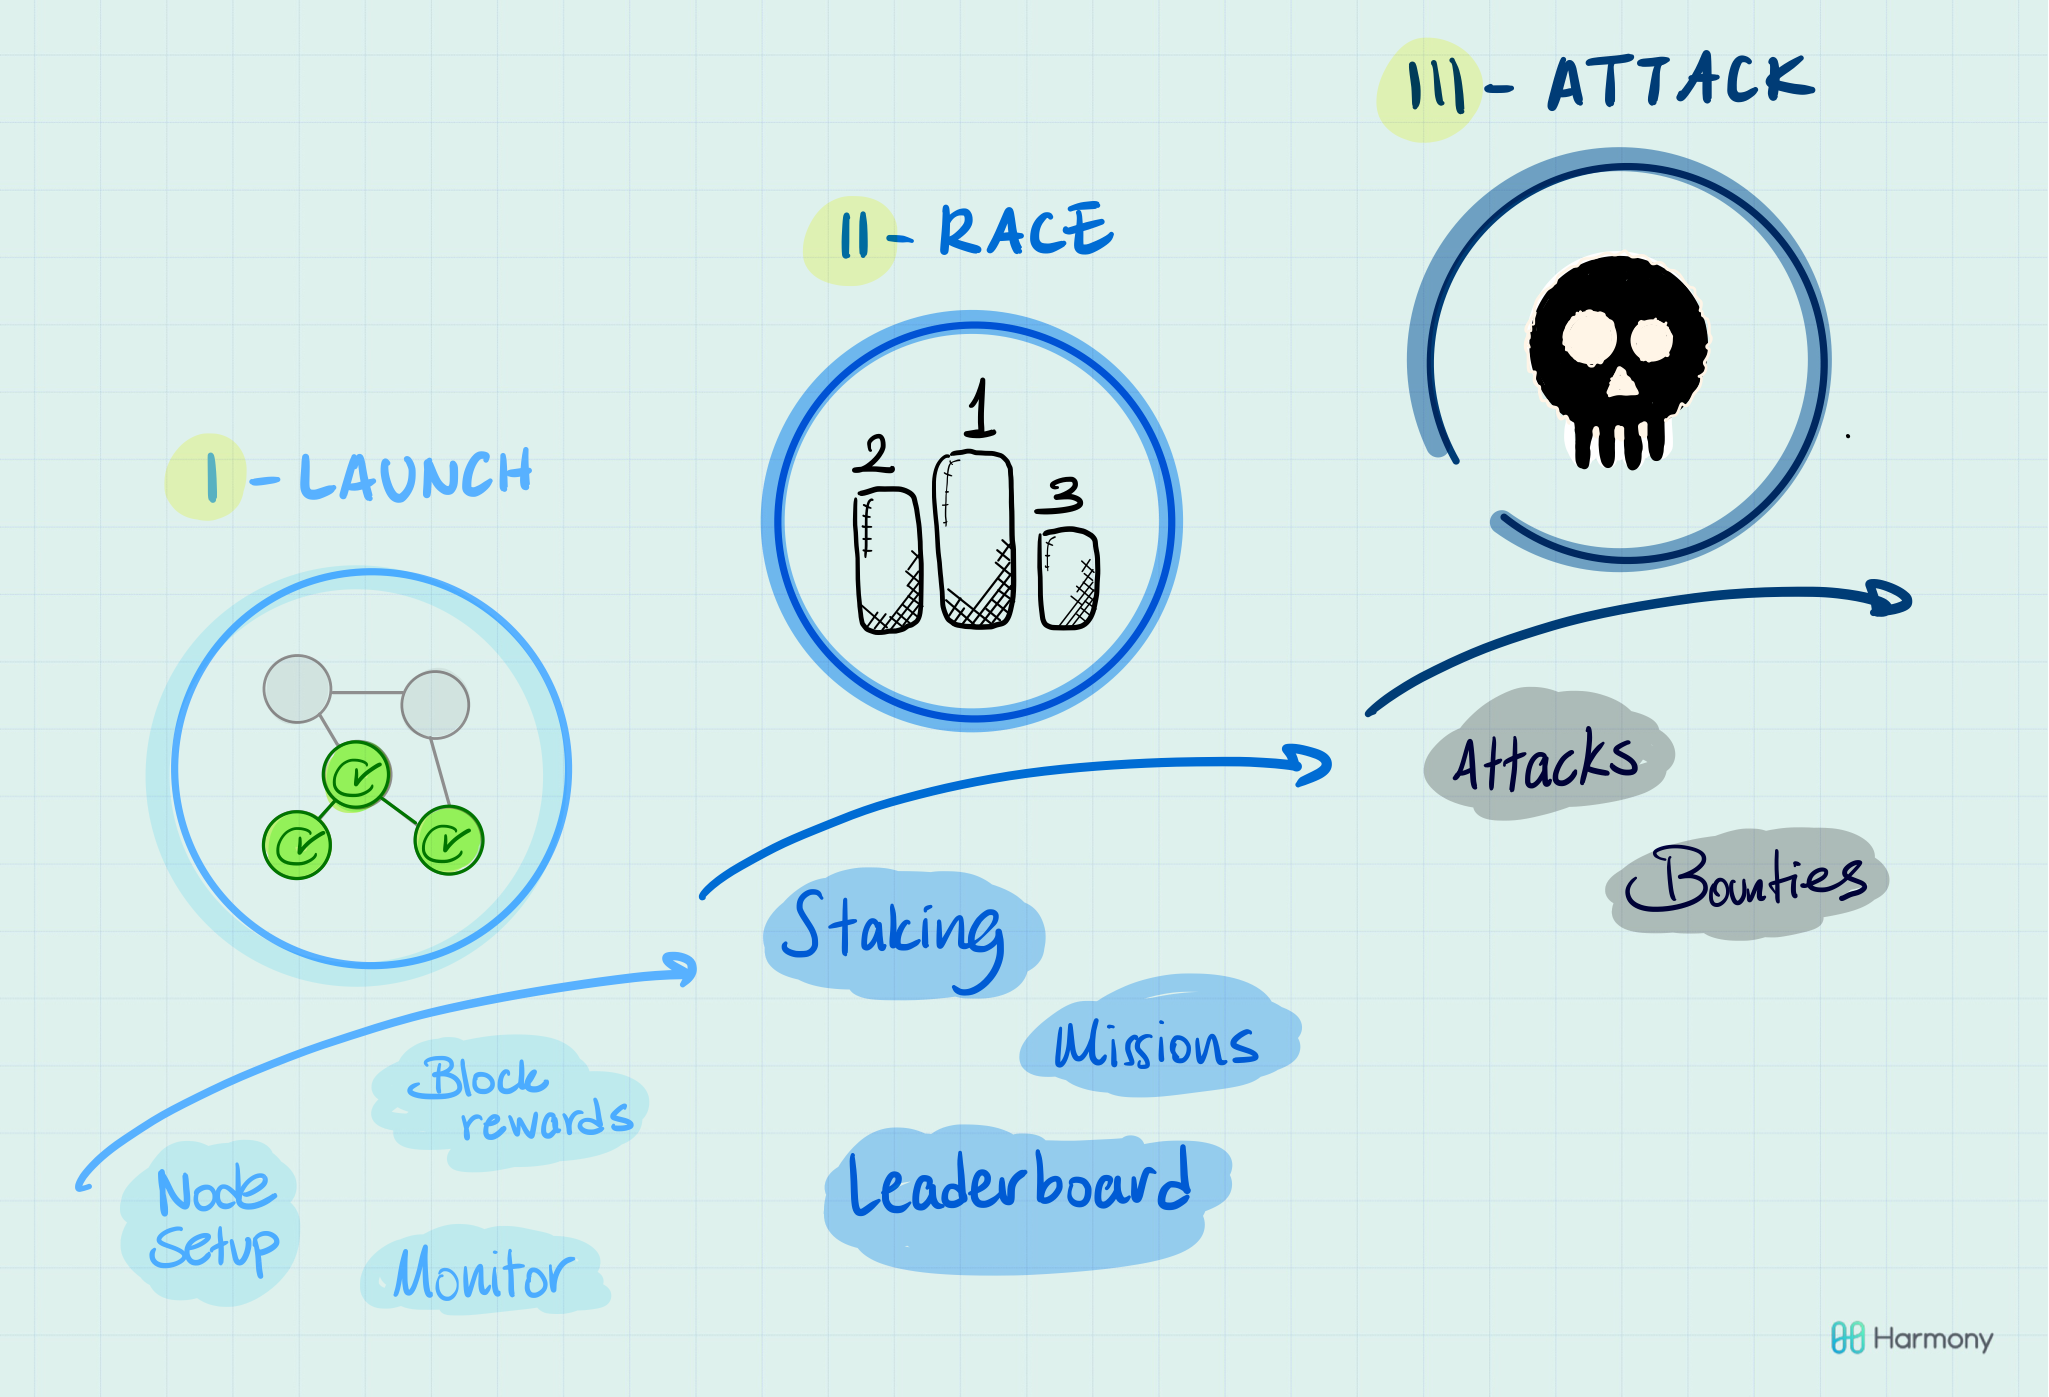 I - LAUNCH
Node
Setup
Block
rewards
Monitor
II - RACE
2
1
3
Staking
Missions
Leaderboard
III - ATTACK
Attacks
Bounties
Harmony